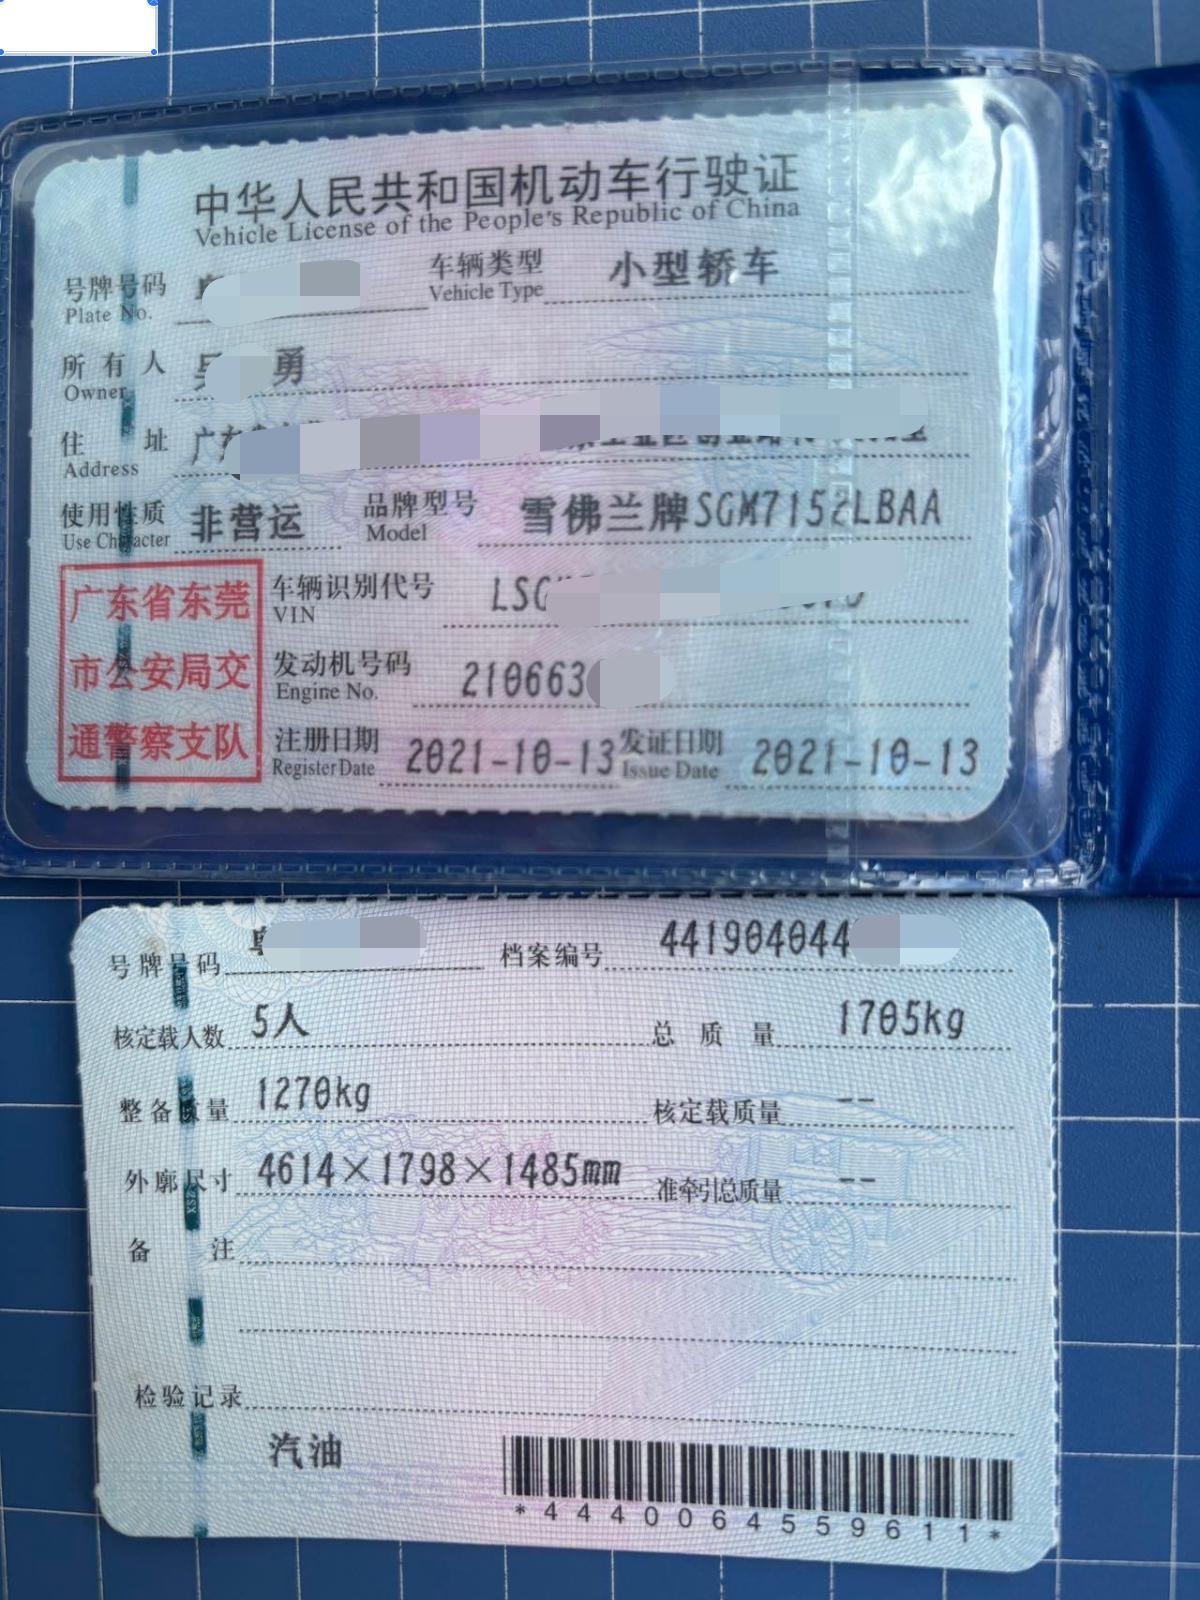 中华人民共和国机动车行驶证
Vehicle License of the People's Republic of China
号牌号码 车辆类型 小型轿车
Plate No. Vehicle Type
所有人 勇
Owner
住址 广东
Address
使用性质 非营运 品牌型号 雪佛兰牌SGM7152LBAA
Use Character Model
广东省东莞
市公安局交
通警察支队
车辆识别代号 LSG
VIN
发动机号码 210663
Engine No.
注册日期 2021-10-13 发证日期 2021-10-13
Register Date Issue Date
号牌号码 档案编号 441904044
核定载人数 5人 总质量 1705kg
整备质量 1270kg 核定载质量 --
外廓尺寸 4614×1798×1485mm 准牵引总质量 --
备注
检验记录
汽油
*4440064559611*